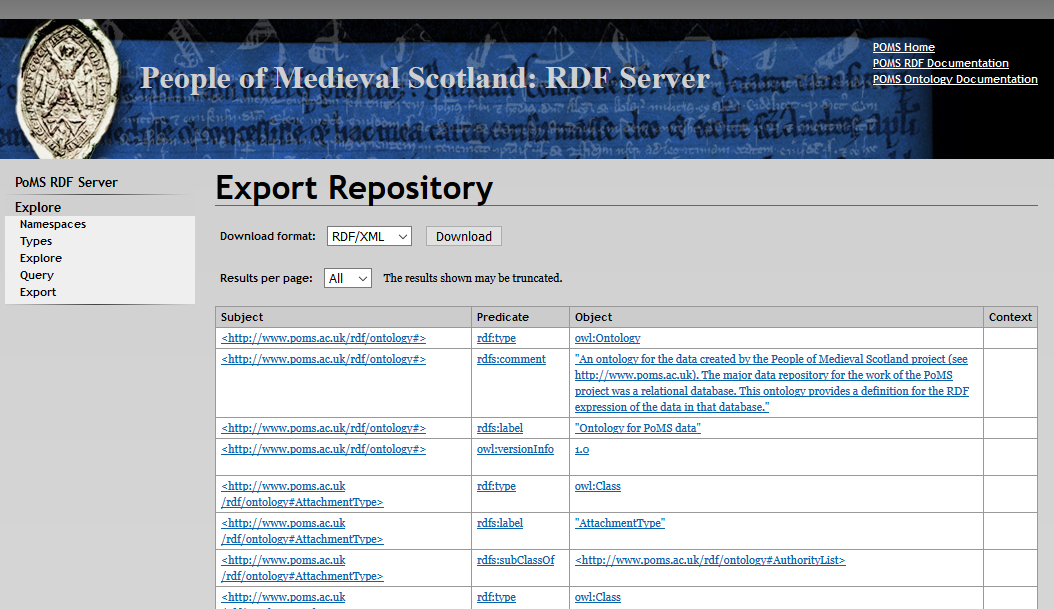 People of Medieval Scotland: RDF Server
POMS Home
POMS RDF Documentation
POMS Ontology Documentation
PoMS RDF Server
Explore
Namespaces
Types
Explore
Query
Export
Export Repository
Download format: RDF/XML Download
Results per page: All The results shown may be truncated.
Subject Predicate Object Context
<http://www.poms.ac.uk/rdf/ontology#> rdf:type owl:Ontology
<http://www.poms.ac.uk/rdf/ontology#> rdfs:comment "An ontology for the data created by the People of Medieval Scotland project (see
http://www.poms.ac.uk). The major data repository for the work of the PoMS
project was a relational database. This ontology provides a definition for the RDF
expression of the data in that database."
<http://www.poms.ac.uk/rdf/ontology#> rdfs:label "Ontology for PoMS data"
<http://www.poms.ac.uk/rdf/ontology#> owl:versionInfo 1.0
<http://www.poms.ac.uk rdf:type owl:Class
/rdf/ontology#AttachmentType>
<http://www.poms.ac.uk rdfs:label "AttachmentType"
/rdf/ontology#AttachmentType>
<http://www.poms.ac.uk rdfs:subClassOf <http://www.poms.ac.uk/rdf/ontology#AuthorityList>
/rdf/ontology#AttachmentType>
<http://www.poms.ac.uk rdf:type owl:Class